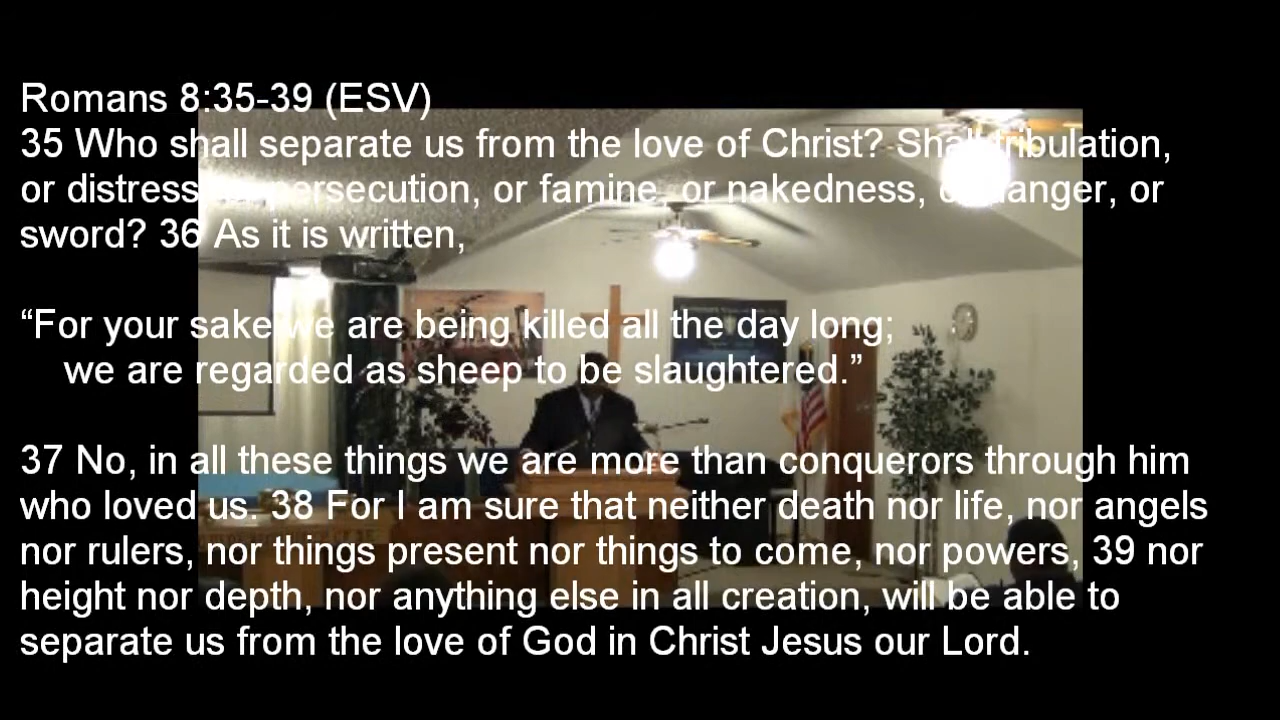 Romans 8:35-39 (ESV)
35 Who shall separate us from the love of Christ? Shall tribulation,
or distress, or persecution, or famine, or nakedness, or danger, or
sword? 36 As it is written,
“For your sake we are being killed all the day long;
we are regarded as sheep to be slaughtered.”
37 No, in all these things we are more than conquerors through him
who loved us. 38 For I am sure that neither death nor life, nor angels
nor rulers, nor things present nor things to come, nor powers, 39 nor
height nor depth, nor anything else in all creation, will be able to
separate us from the love of God in Christ Jesus our Lord.